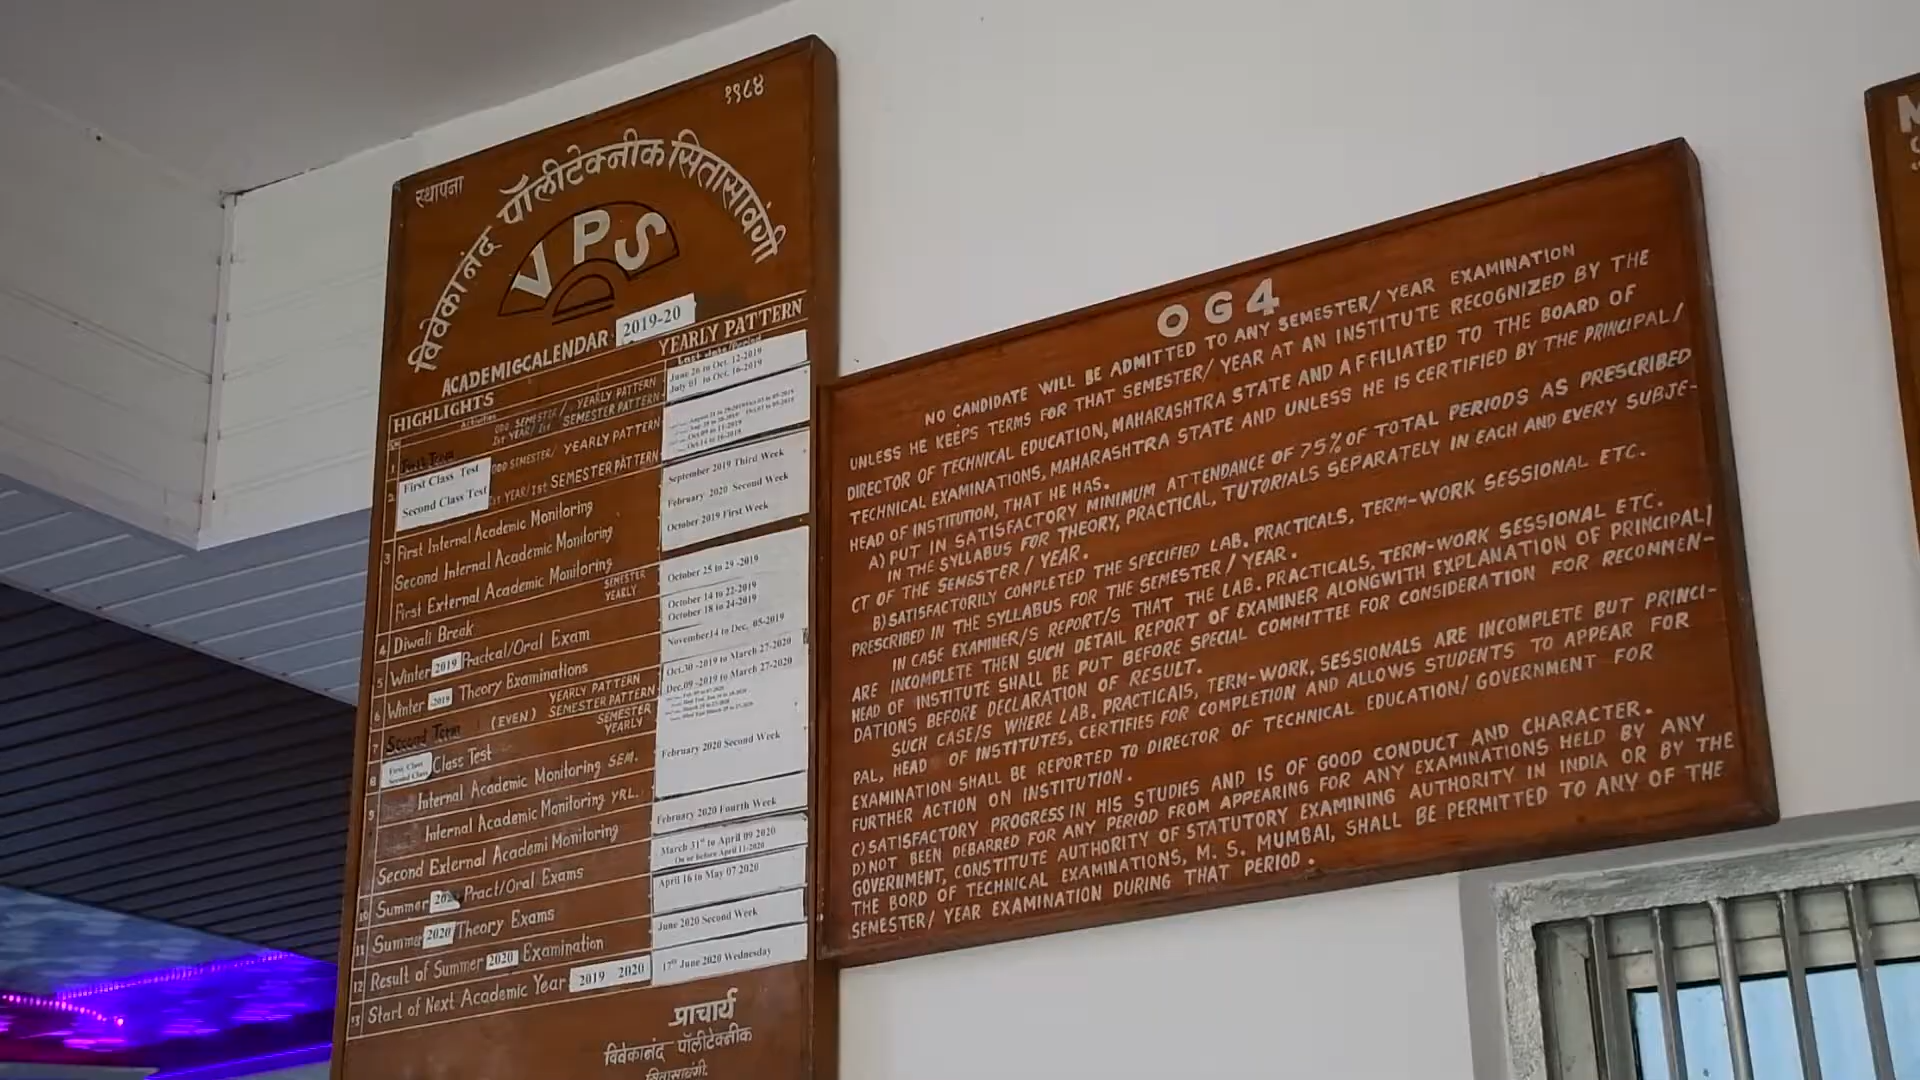 स्थापना
१९८४
विवेकानंद पॉलीटेक्नीक सितासावंगी
VPS
ACADEMIC CALENDAR 2019-20
HIGHLIGHTS YEARLY PATTERN
Activities
ODD SEMESTER/ YEARLY PATTERN June 26 to Oct. 12-2019
1st YEAR/1st SEMESTER PATTERN July 01 to Oct. 16-2019
1 First Term
2 First Class Test ODD SEMESTER/ YEARLY PATTERN
Second Class Test 1st YEAR/1st SEMESTER PATTERN
3 First Internal Academic Monitoring September 2019 Third Week
Second Internal Academic Monitoring February 2020 Second Week
First External Academic Monitoring October 2019 First Week
SEMESTER
YEARLY
4 Diwali Break October 25 to 29 -2019
5 Winter 2019 Practcal/Oral Exam October 14 to 22-2019
October 18 to 24-2019
6 Winter -2019 Theory Examinations November14 to Dec. 05-2019
7 Second Term (EVEN) YEARLY PATTERN Oct.30 -2019 to March 27-2020
SEMESTER PATTERN Dec.09 -2019 to March 27-2020
8 First Class Second Class Class Test SEMESTER
YEARLY
9 Internal Academic Monitoring SEM. February 2020 Second Week
Internal Academic Monitoring YRL.
Second External Academi Monitoring February 2020 Fourth Week
10 Summer 2020 Pract/Oral Exams March 31st to April 09 2020
On or before April 11-2020
11 Summer 2020 Theory Exams April 16 to May 07 2020
12 Result of Summer 2020 Examination June 2020 Second Week
13 Start of Next Academic Year 2019 2020 17th June 2020 Wednesday
प्राचार्य
विवेकानंद पॉलीटेक्नीक
सितासावंगी.
OG4
NO CANDIDATE WILL BE ADMITTED TO ANY SEMESTER/ YEAR EXAMINATION
UNLESS HE KEEPS TERMS FOR THAT SEMESTER/ YEAR AT AN INSTITUTE RECOGNIZED BY THE
DIRECTOR OF TECHNICAL EDUCATION, MAHARASHTRA STATE AND AFFILIATED TO THE BOARD OF
TECHNICAL EXAMINATIONS, MAHARASHTRA STATE AND UNLESS HE IS CERTIFIED BY THE PRINCIPAL/
HEAD OF INSTITUTION, THAT HE HAS.
A) PUT IN SATISFACTORY MINIMUM ATTENDANCE OF 75% OF TOTAL PERIODS AS PRESCRIBED
IN THE SYLLABUS FOR THEORY, PRACTICAL, TUTORIALS SEPARATELY IN EACH AND EVERY SUBJE-
CT OF THE SEMSSTER / YEAR.
B) SATISFACTORILY COMPLETED THE SPECIFIED LAB. PRACTICALS, TERM-WORK SESSIONAL ETC.
PRESCRIBED IN THE SYLLABUS FOR THE SEMESTER / YEAR.
IN CASE EXAMINER/S REPORT/S THAT THE LAB. PRACTICALS, TERM-WORK SESSIONAL ETC.
ARE INCOMPLETE THEN SUCH DETAIL REPORT OF EXAMINER ALONGWITH EXPLANATION OF PRINCIPAL/
HEAD OF INSTITUTE SHALL BE PUT BEFORE SPECIAL COMMITTEE FOR CONSIDERATION FOR RECOMMEN-
DATIONS BEFORE DECLARATION OF RESULT.
SUCH CASE/S WHERE LAB. PRACTICAIS, TERM-WORK, SESSIONALS ARE INCOMPLETE BUT PRINCI-
PAL, HEAD OF INSTITUTES, CERTIFIES FOR COMPLETION AND ALLOWS STUDENTS TO APPEAR FOR
EXAMINATION SHALL BE REPORTED TO DIRECTOR OF TECHNICAL EDUCATION/ GOVERNMENT FOR
FURTHER ACTION ON INSTITUTION.
C) SATISFACTORY PROGRESS IN HIS STUDIES AND IS OF GOOD CONDUCT AND CHARACTER.
D) NOT BEEN DEBARRED FOR ANY PERIOD FROM APPEARING FOR ANY EXAMINATIONS HELD BY ANY
GOVERNMENT, CONSTITUTE AUTHORITY OF STATUTORY EXAMINING AUTHORITY IN INDIA OR BY THE
THE BORD OF TECHNICAL EXAMINATIONS, M. S. MUMBAI, SHALL BE PERMITTED TO ANY OF THE
SEMESTER/ YEAR EXAMINATION DURING THAT PERIOD.